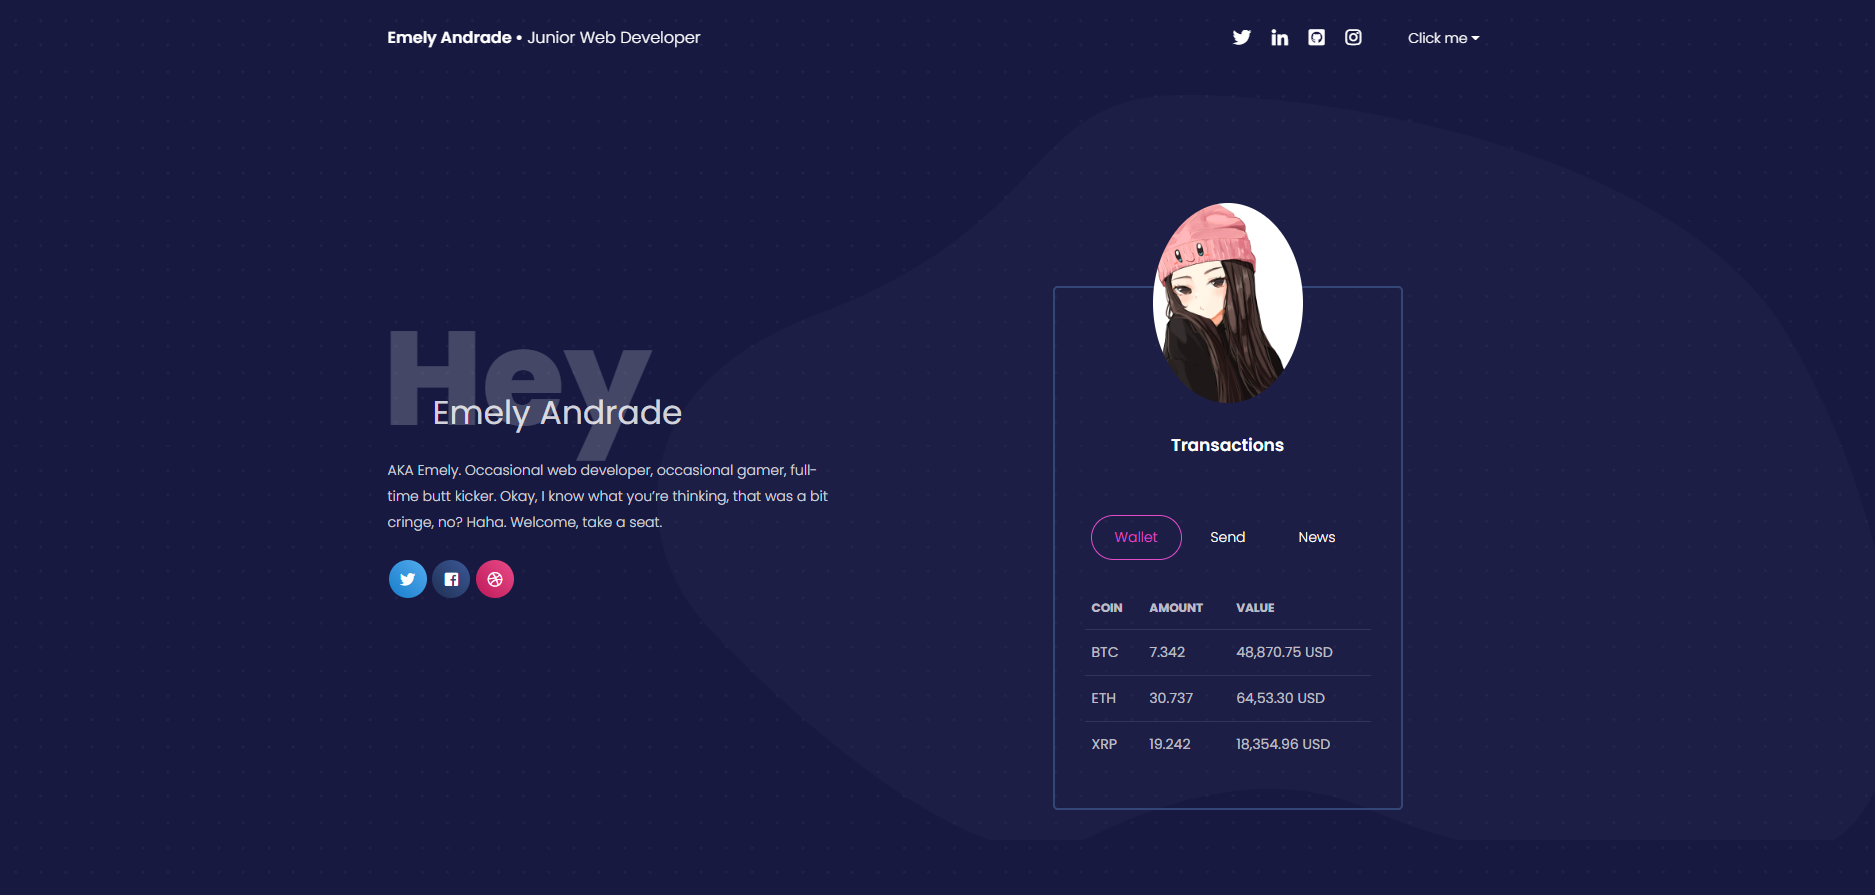 Emely Andrade • Junior Web Developer
Click me
Hey
Emely Andrade
AKA Emely. Occasional web developer, occasional gamer, full-
time butt kicker. Okay, I know what you’re thinking, that was a bit
cringe, no? Haha. Welcome, take a seat.
Transactions
Wallet Send News
COIN AMOUNT VALUE
BTC 7.342 48,870.75 USD
ETH 30.737 64,53.30 USD
XRP 19.242 18,354.96 USD